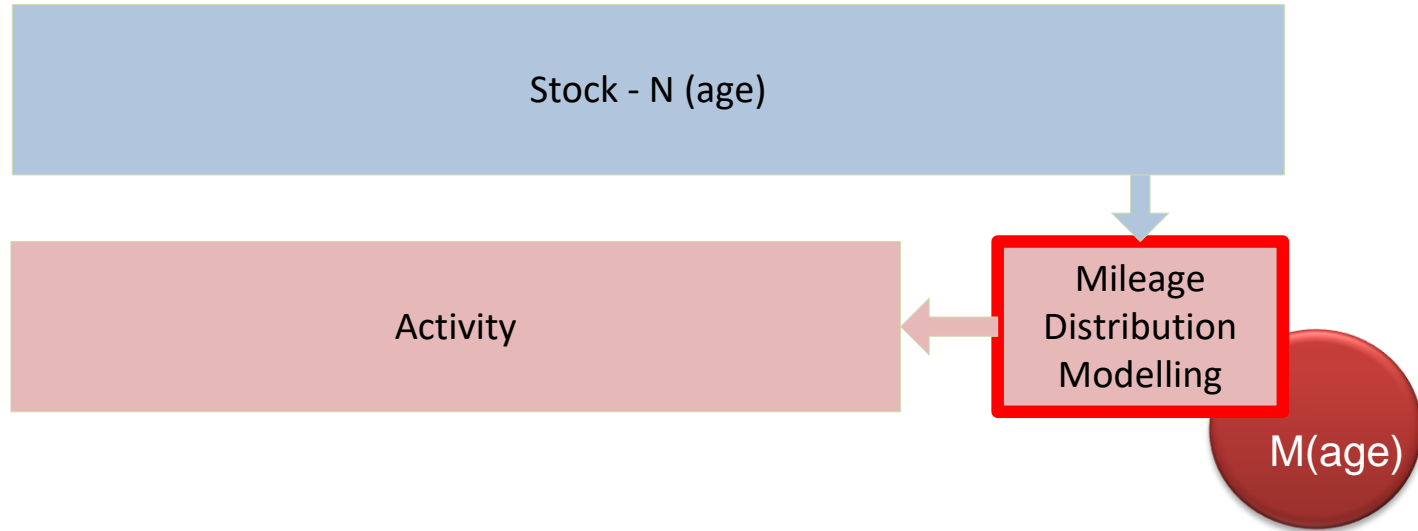 Stock - N (age)
Activity
Mileage
Distribution
Modelling
M(age)